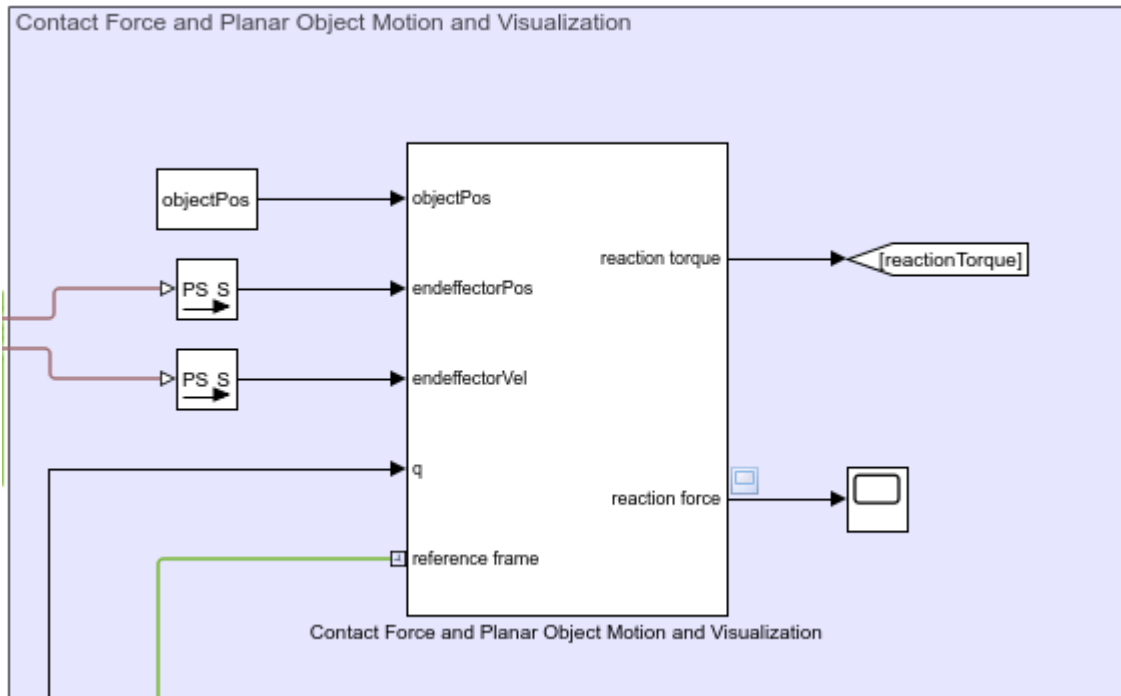 Contact Force and Planar Object Motion and Visualization
objectPos
objectPos
reaction torque
[reactionTorque]
PS S
endeffectorPos
PS S
endeffectorVel
q
reaction force
reference frame
Contact Force and Planar Object Motion and Visualization